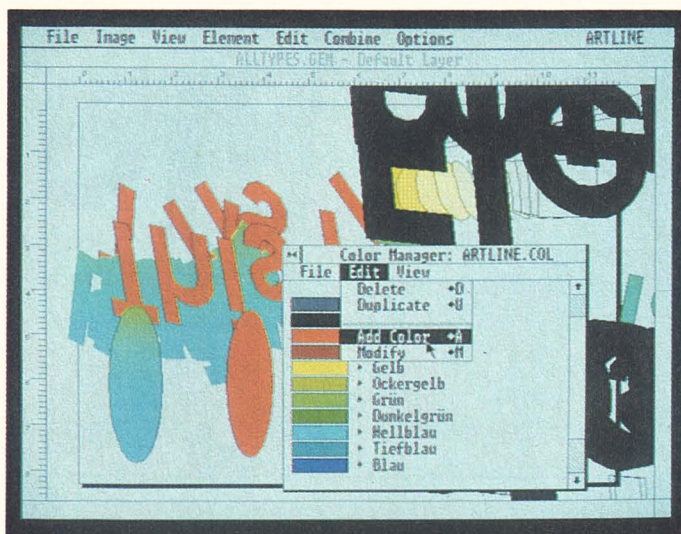 File Image View Element Edit Combine Options ARTLINE
ALLTYPES.GEM - Default Layer
Color Manager: ARTLINE.COL
File Edit View
Delete ◆D
Duplicate ◆U
Add Color ◆A
Modify ◆M
Gelb
Ockergelb
Grün
Dunkelgrün
Hellblau
Tiefblau
Blau